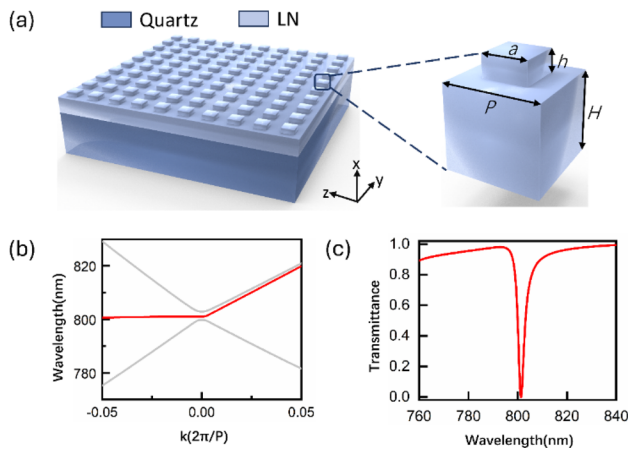 (a)
Quartz
LN
a
h
P
H
x
y
z
(b)
(c)
Wavelength(nm)
820
800
780
-0.05
0.00
0.05
k(2π/P)
Transmittance
1.0
0.8
0.6
0.4
0.2
0.0
760
780
800
820
840
Wavelength(nm)